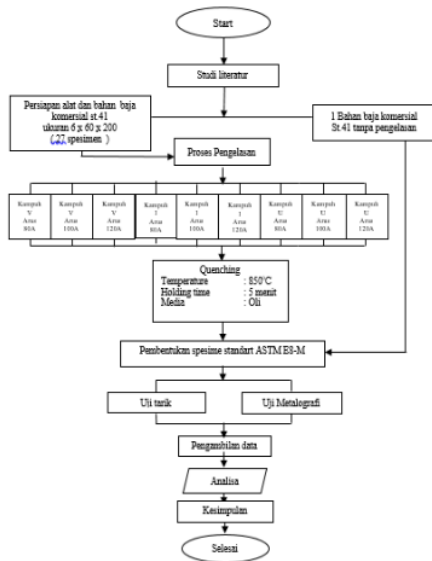 Start
Studi literatur
Persiapan alat dan bahan baja
komersial st.41
ukuran 6 x 60 x 200
( 27 spesimen )
1 Bahan baja komersial
St.41 tanpa pengelasan
Proses Pengelasan
Kampuh
V
Arus
80A
Kampuh
V
Arus
100A
Kampuh
V
Arus
120A
Kampuh
I
Arus
80A
Kampuh
I
Arus
100A
Kampuh
I
Arus
120A
Kampuh
U
Arus
80A
Kampuh
U
Arus
100A
Kampuh
U
Arus
120A
Quenching
Temperature : 850°C
Holding time : 5 menit
Media : Oli
Pembentukan spesime standart ASTM E8-M
Uji tarik
Uji Metalografi
Pengambilan data
Analisa
Kesimpulan
Selesai